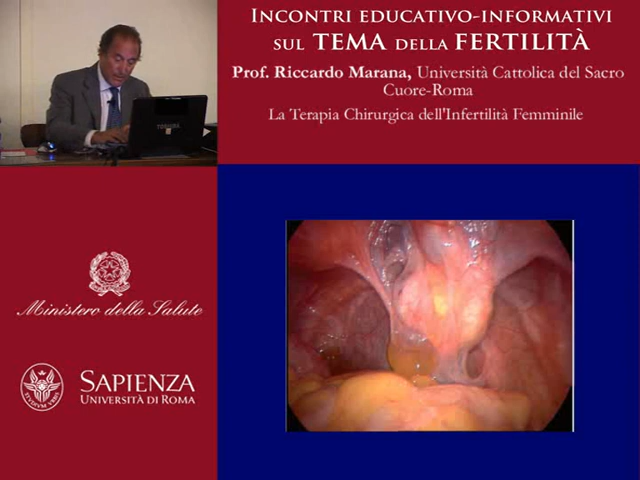 INCONTRI EDUCATIVO-INFORMATIVI
SUL TEMA DELLA FERTILITÀ
Prof. Riccardo Marana, Università Cattolica del Sacro
Cuore-Roma
La Terapia Chirurgica dell'Infertilità Femminile
Ministero della Salute
SAPIENZA
UNIVERSITÀ DI ROMA